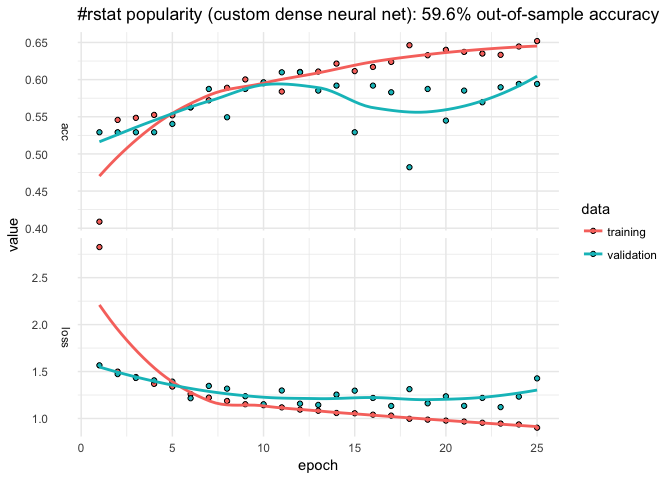 #rstat popularity (custom dense neural net): 59.6% out-of-sample accuracy
value
acc
0.65
0.60
0.55
0.50
0.45
0.40
loss
2.5
2.0
1.5
1.0
0
5
10
15
20
25
epoch
data
training
validation